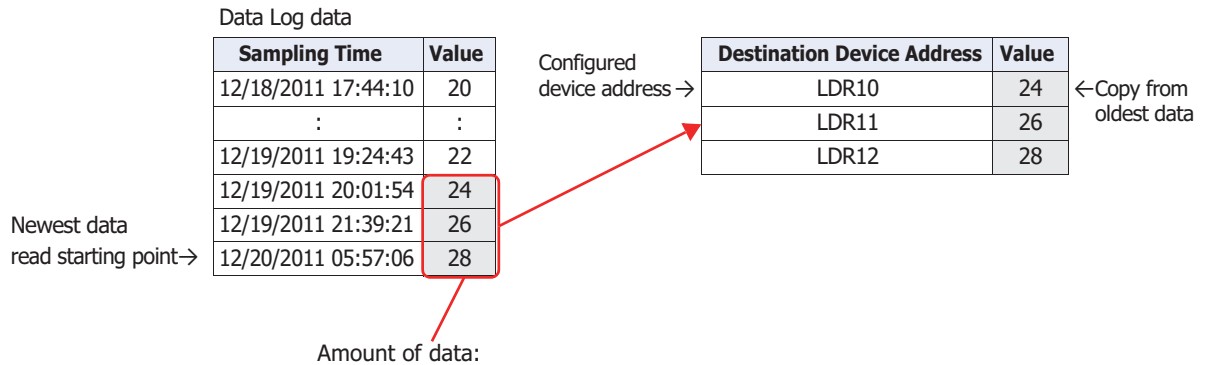 Data Log data
Sampling Time Value
12/18/2011 17:44:10 20
: :
12/19/2011 19:24:43 22
12/19/2011 20:01:54 24
12/19/2011 21:39:21 26
12/20/2011 05:57:06 28
Newest data
read starting point→
Amount of data:
Configured
device address→
Destination Device Address Value
LDR10 24
LDR11 26
LDR12 28
←Copy from
oldest data